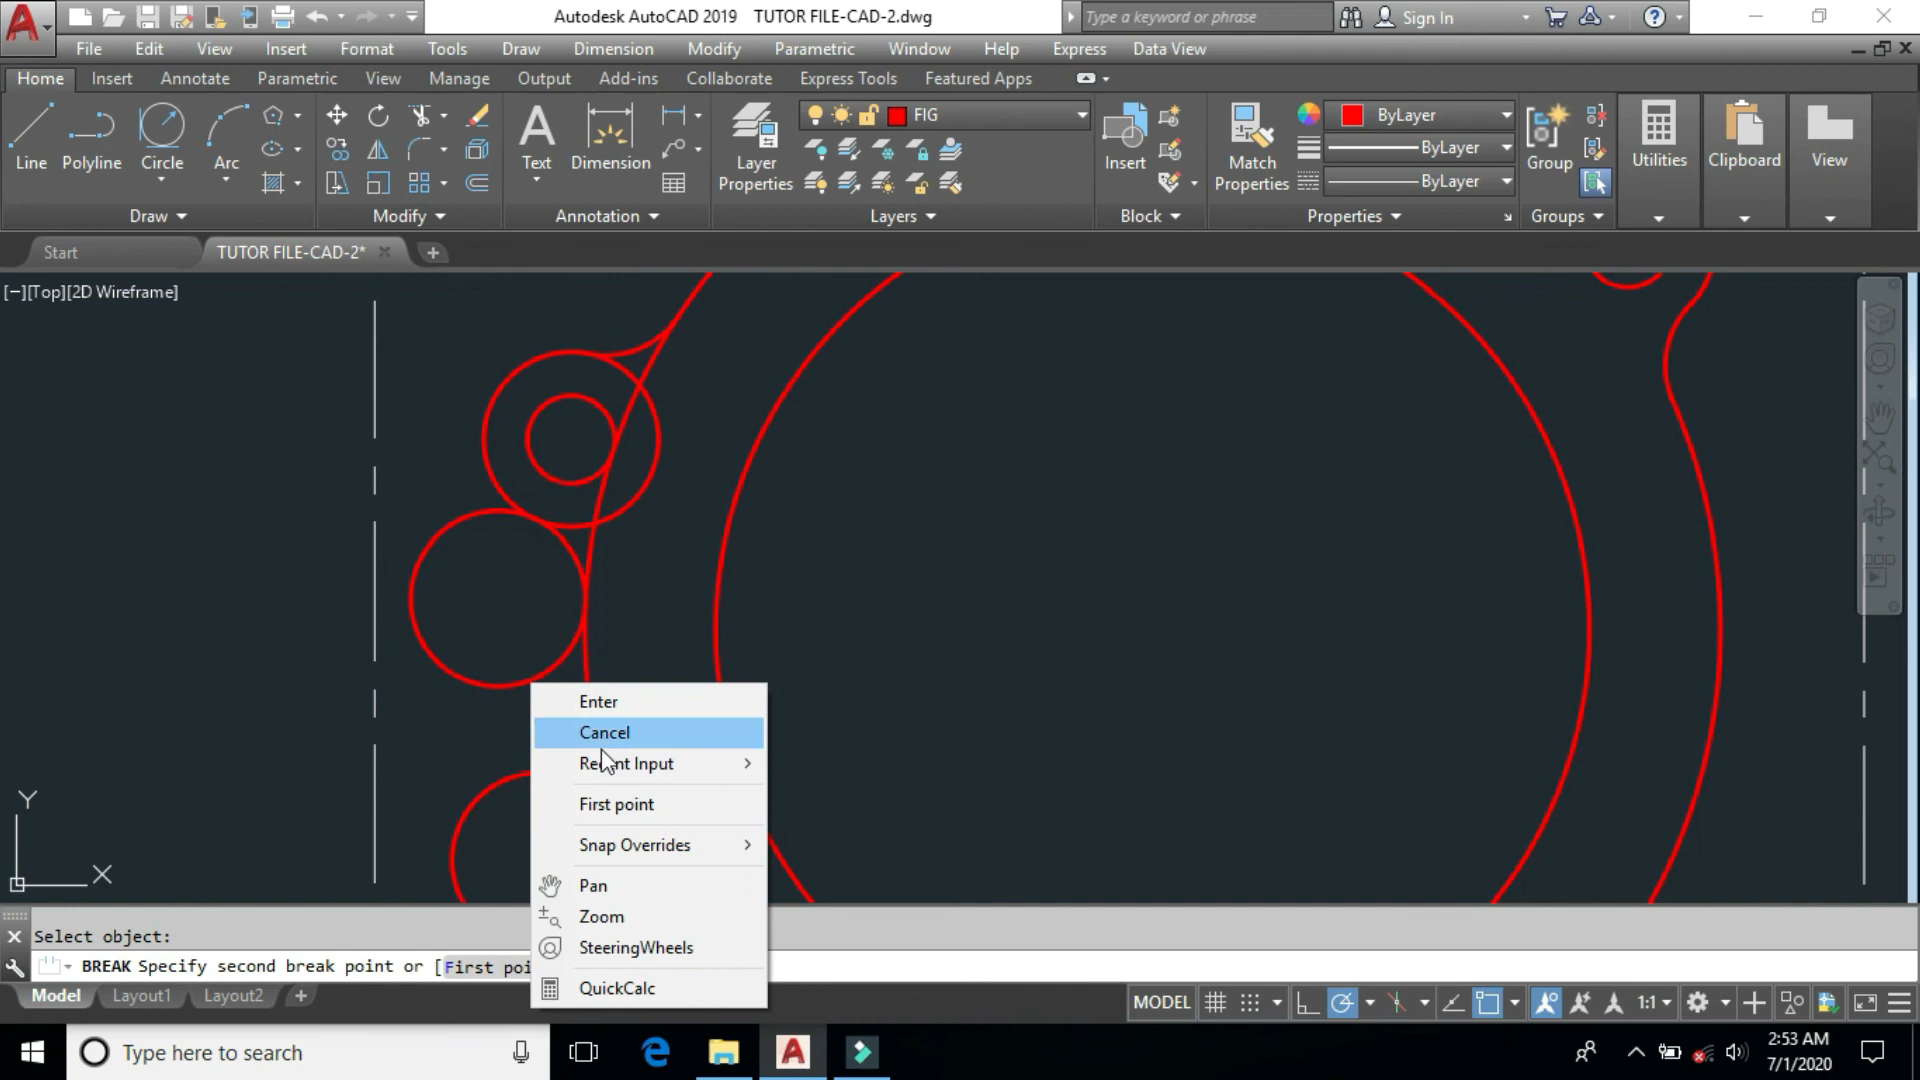 Autodesk AutoCAD 2019 TUTOR FILE-CAD-2.dwg
Type a keyword or phrase
Sign In
File Edit View Insert Format Tools Draw Dimension Modify Parametric Window Help Express Data View
Home Insert Annotate Parametric View Manage Output Add-ins Collaborate Express Tools Featured Apps
FIG
ByLayer
ByLayer
ByLayer
Line Polyline Circle Arc
Text Dimension
Layer Properties
Insert
Match Properties
Group
Utilities Clipboard View
Draw Modify Annotation Layers Block Properties Groups
Start TUTOR FILE-CAD-2*
[−][Top][2D Wireframe]
Enter
Cancel
Recent Input
First point
Snap Overrides
Pan
Zoom
SteeringWheels
QuickCalc
Y
X
Select object:
BREAK Specify second break point or [First poi
Model Layout1 Layout2
MODEL 1:1
Type here to search
2:53 AM
7/1/2020